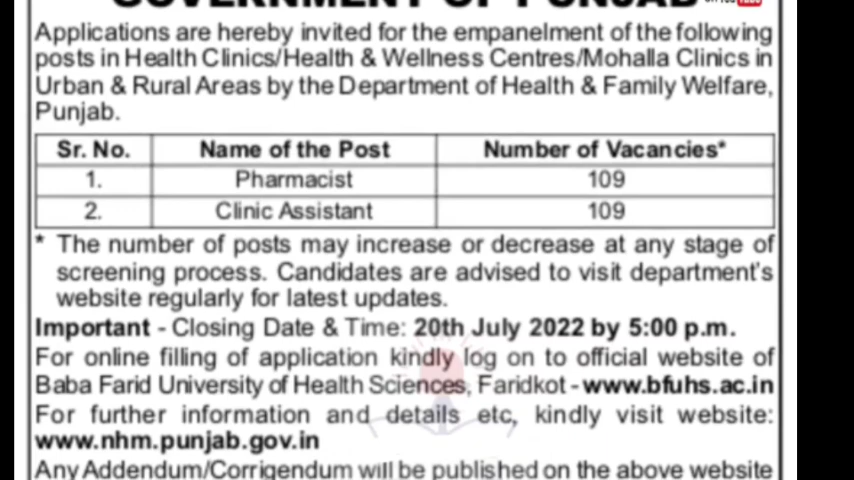 GOVERNMENT OF PUNJAB
Applications are hereby invited for the empanelment of the following
posts in Health Clinics/Health & Wellness Centres/Mohalla Clinics in
Urban & Rural Areas by the Department of Health & Family Welfare,
Punjab.
Sr. No. Name of the Post Number of Vacancies*
1. Pharmacist 109
2. Clinic Assistant 109
* The number of posts may increase or decrease at any stage of
screening process. Candidates are advised to visit department's
website regularly for latest updates.
Important - Closing Date & Time: 20th July 2022 by 5:00 p.m.
For online filling of application kindly log on to official website of
Baba Farid University of Health Sciences, Faridkot - www.bfuhs.ac.in
For further information and details etc, kindly visit website:
www.nhm.punjab.gov.in
Any Addendum/Corrigendum will be published on the above website